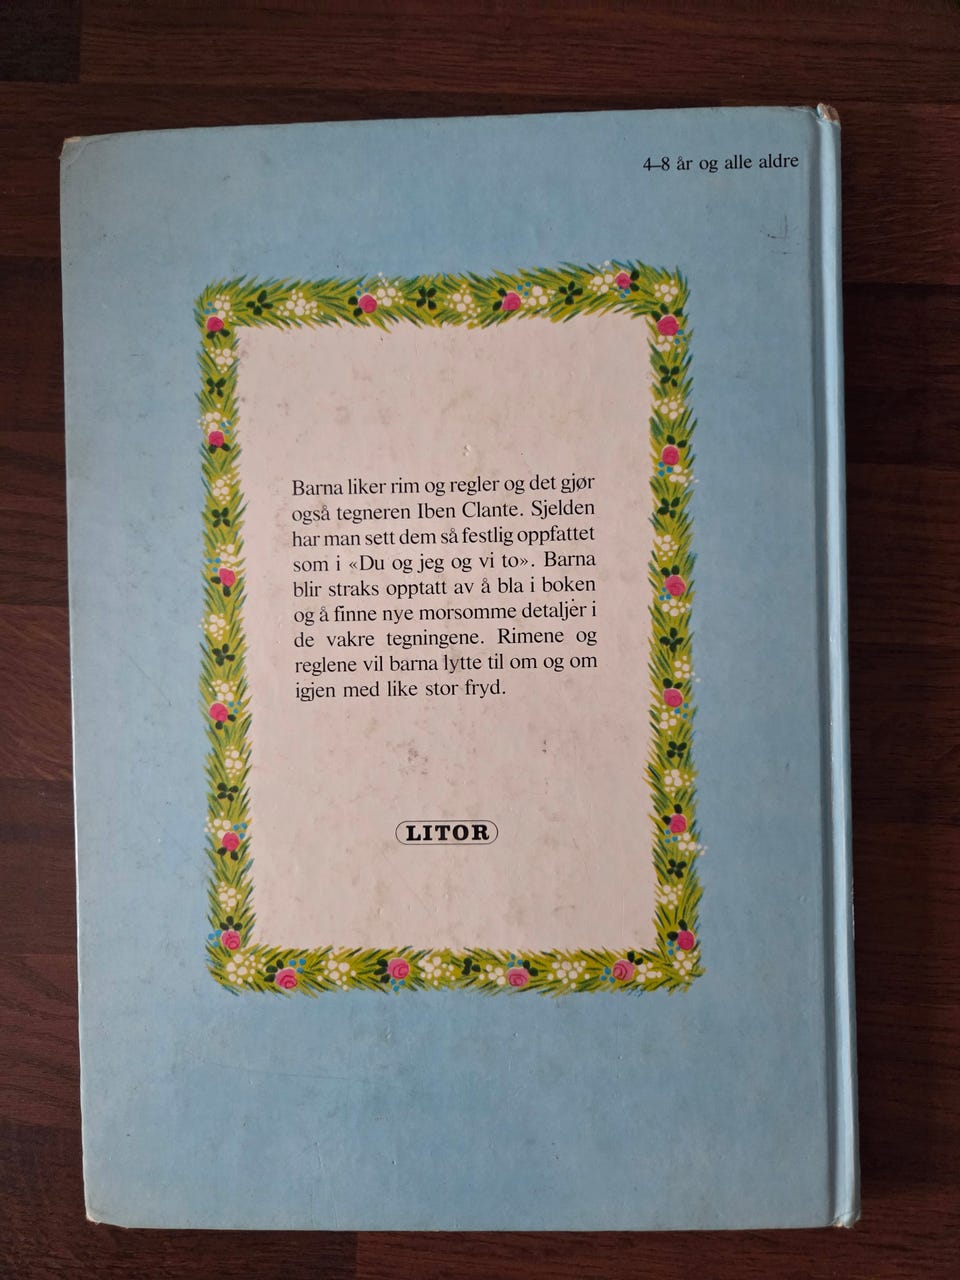 4–8 år og alle aldre
Barna liker rim og regler og det gjør
også tegneren Iben Clante. Sjelden
har man sett dem så festlig oppfattet
som i «Du og jeg og vi to». Barna
blir straks opptatt av å bla i boken
og å finne nye morsomme detaljer i
de vakre tegningene. Rimene og
reglene vil barna lytte til om og om
igjen med like stor fryd.
LITOR